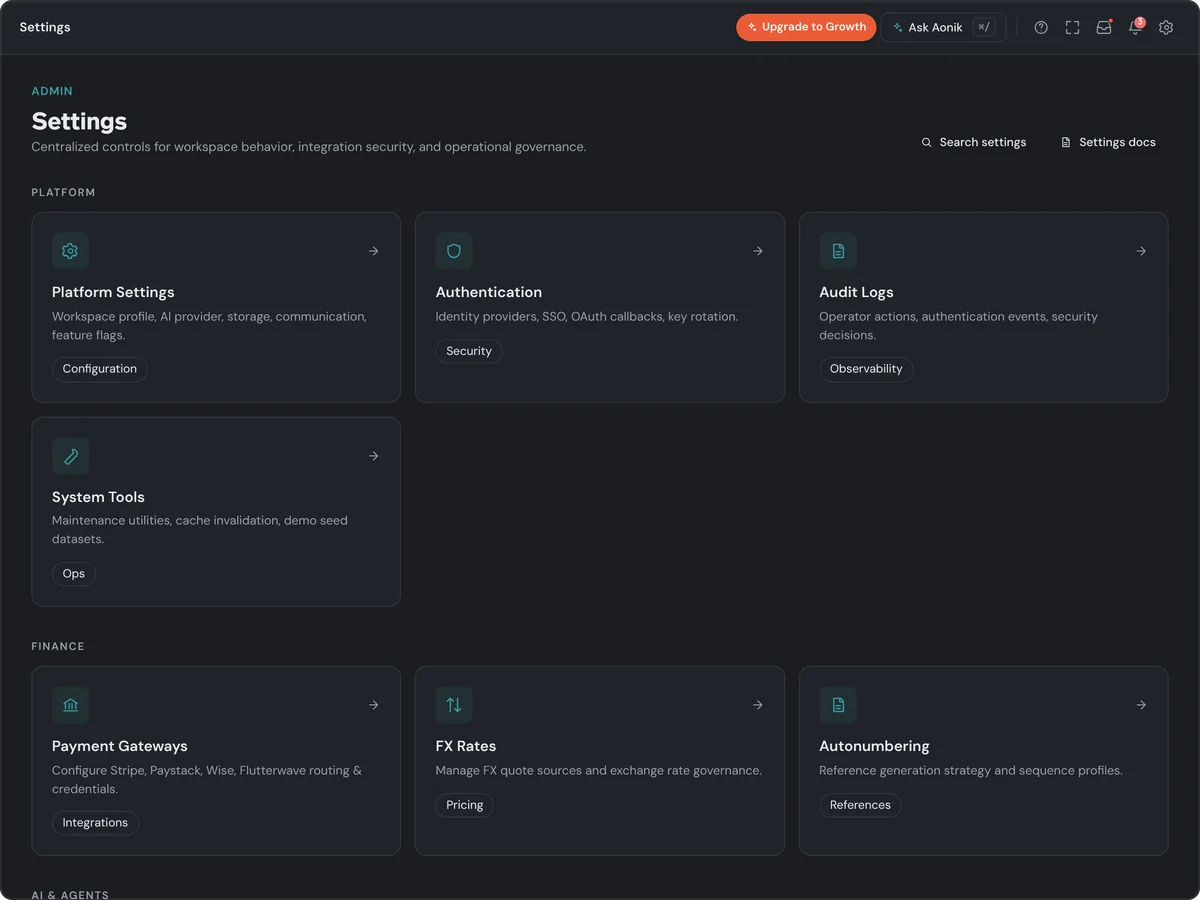 Settings
Upgrade to Growth
Ask Aonik
⌘/
3
ADMIN
Settings
Centralized controls for workspace behavior, integration security, and operational governance.
Search settings
Settings docs
PLATFORM
Platform Settings
Workspace profile, AI provider, storage, communication,
feature flags.
Configuration
Authentication
Identity providers, SSO, OAuth callbacks, key rotation.
Security
Audit Logs
Operator actions, authentication events, security
decisions.
Observability
System Tools
Maintenance utilities, cache invalidation, demo seed
datasets.
Ops
FINANCE
Payment Gateways
Configure Stripe, Paystack, Wise, Flutterwave routing &
credentials.
Integrations
FX Rates
Manage FX quote sources and exchange rate governance.
Pricing
Autonumbering
Reference generation strategy and sequence profiles.
References
AI & AGENTS